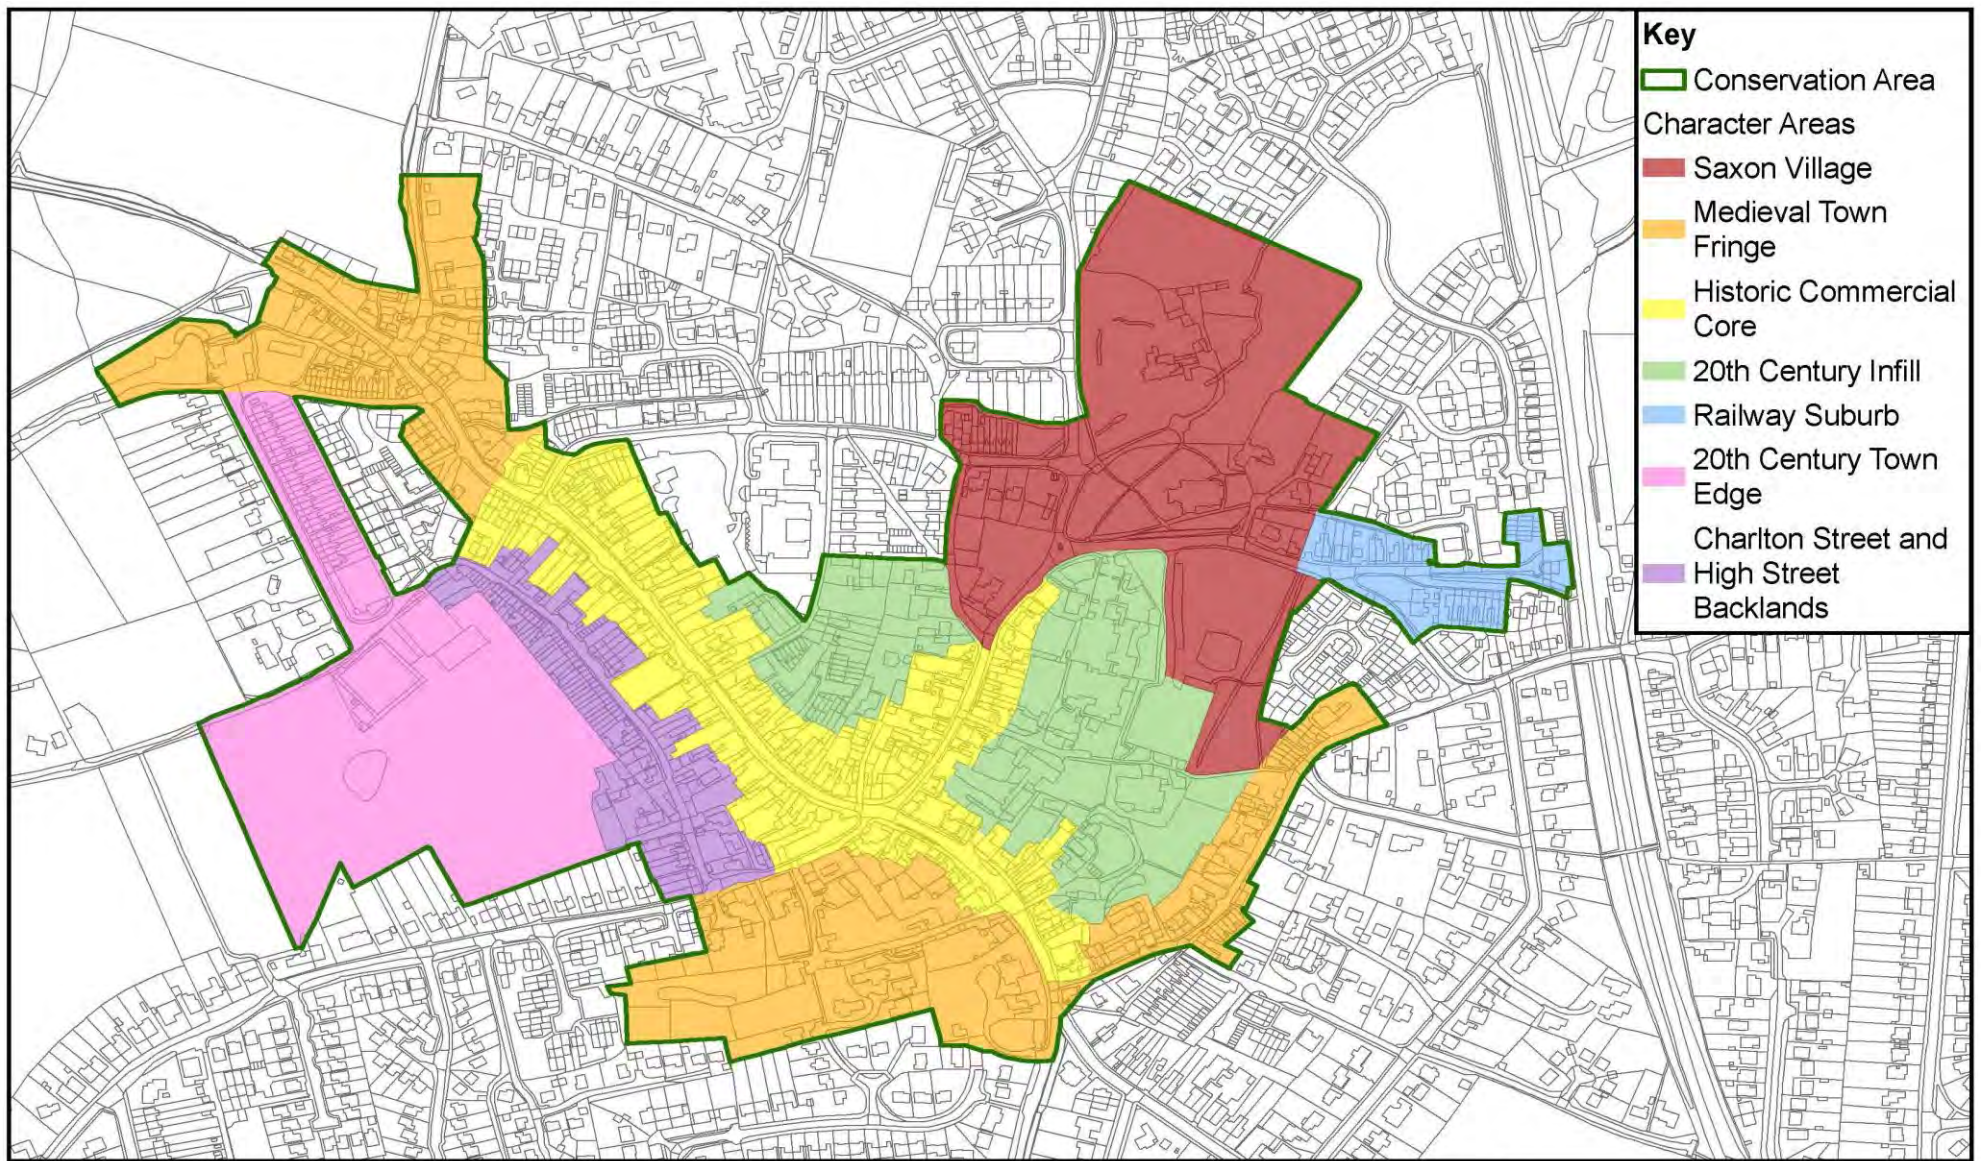 Key
Conservation Area
Character Areas
Saxon Village
Medieval Town
Fringe
Historic Commercial
Core
20th Century Infill
Railway Suburb
20th Century Town
Edge
Charlton Street and
High Street
Backlands